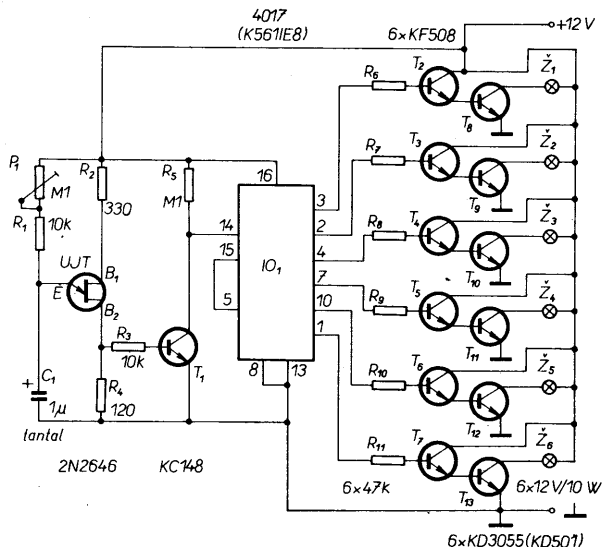 4017
(K561IE8)
6×KF508
+12V
R6
T2
Ž1
T8
P1
M1
R2
330
R5
M1
16
R7
T3
Ž2
T9
R1
10k
3
2
4
7
10
1
14
15
5
IO1
R8
T4
Ž3
T10
UJT
E
B1
B2
R9
T5
Ž4
T11
R3
10k
T1
8
13
R10
T6
Ž5
T12
+
C1
1µ
tantal
R4
120
R11
T7
Ž6
T13
2N2646
KC148
6×47k
6×12V/10W
6×KD3055(KD501)